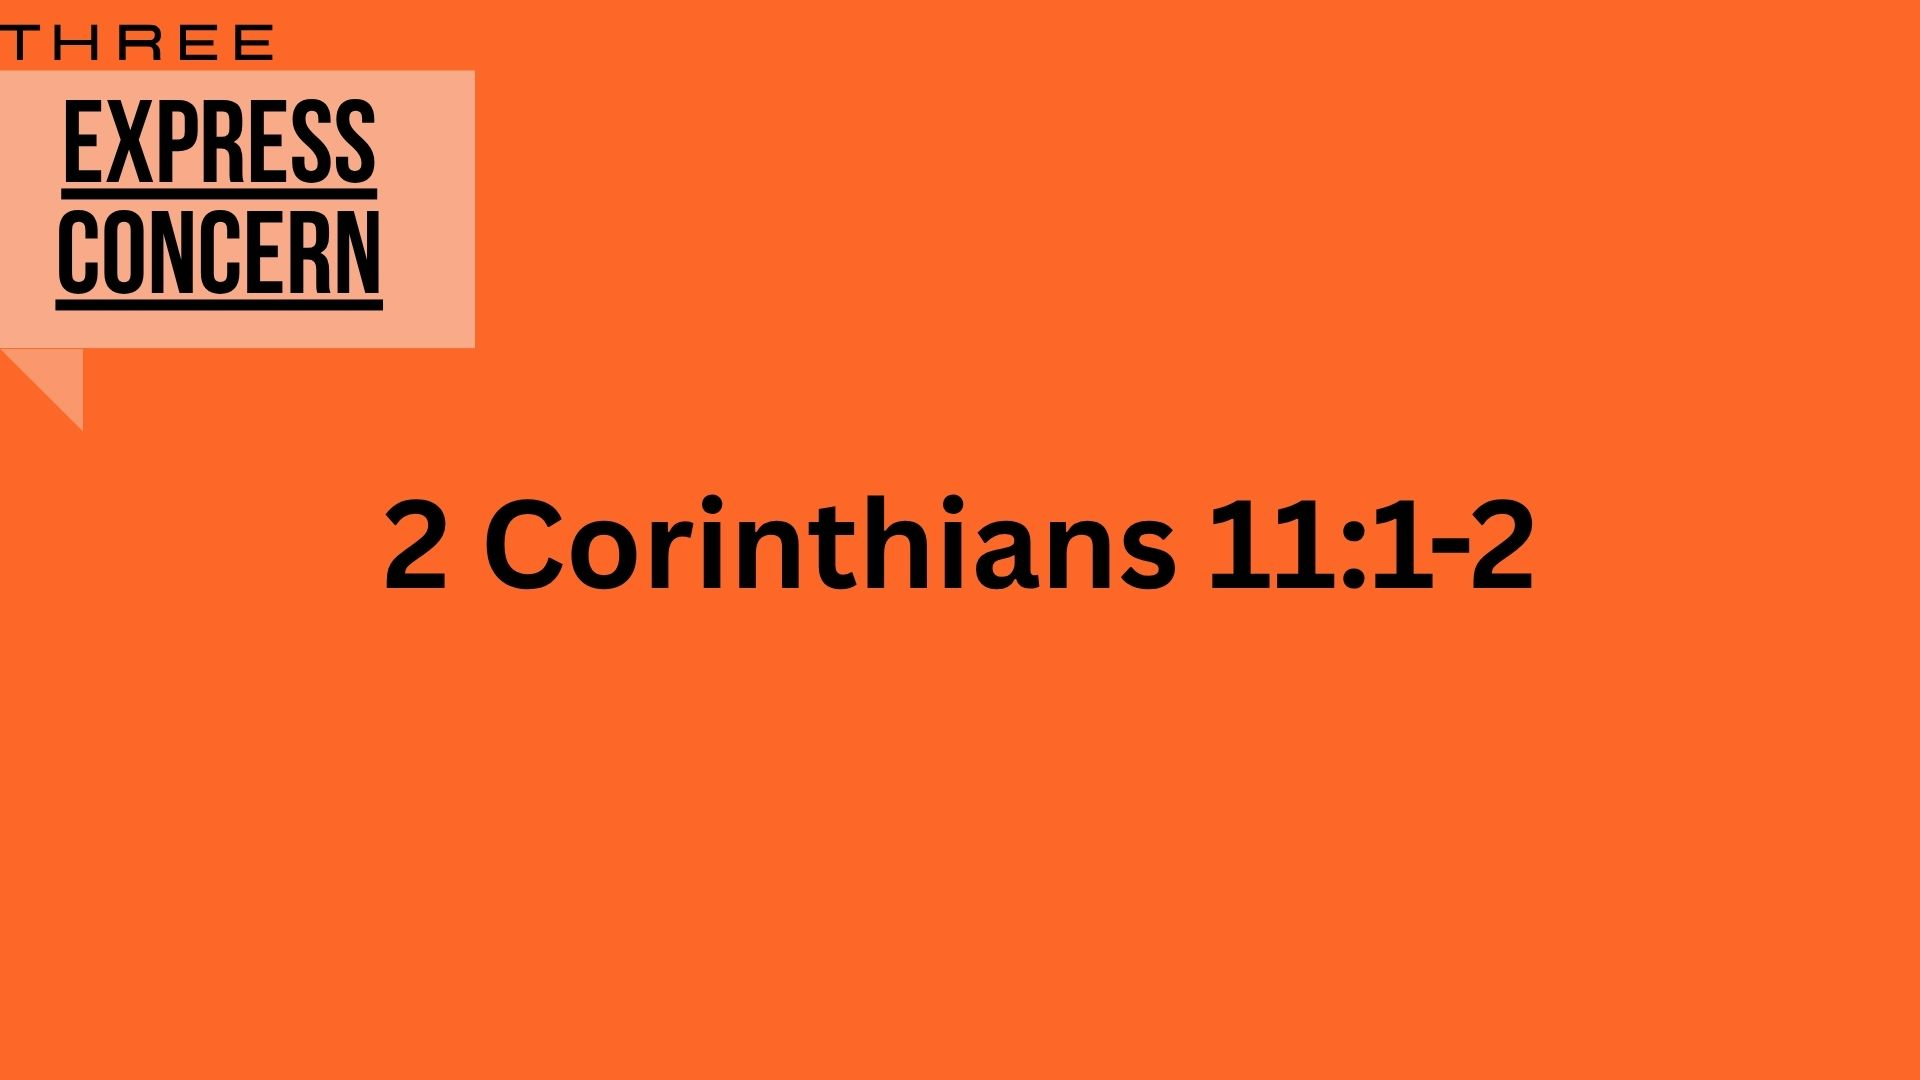 THREE
EXPRESS
CONCERN
2 Corinthians 11:1-2